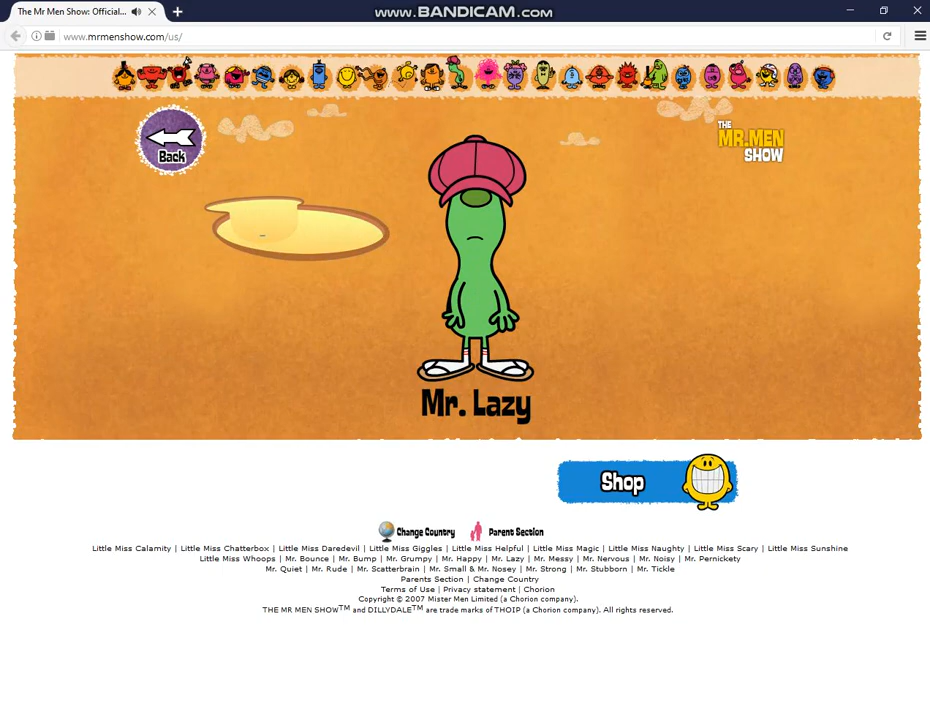 www.BANDICAM.com
The Mr Men Show: Official...
www.mrmenshow.com/us/
Back
THE
MR.MEN
SHOW
Mr. Lazy
Shop
Change Country Parent Section
Little Miss Calamity | Little Miss Chatterbox | Little Miss Daredevil | Little Miss Giggles | Little Miss Helpful | Little Miss Magic | Little Miss Naughty | Little Miss Scary | Little Miss Sunshine
Little Miss Whoops | Mr. Bounce | Mr. Bump | Mr. Grumpy | Mr. Happy | Mr. Lazy | Mr. Messy | Mr. Nervous | Mr. Noisy | Mr. Pernickety
Mr. Quiet | Mr. Rude | Mr. Scatterbrain | Mr. Small & Mr. Nosey | Mr. Strong | Mr. Stubborn | Mr. Tickle
Parents Section | Change Country
Terms of Use | Privacy statement | Chorion
Copyright © 2007 Mister Men Limited (a Chorion company).
THE MR MEN SHOW™ and DILLYDALE™ are trade marks of THOIP (a Chorion company). All rights reserved.